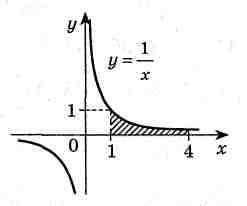 y
y = 1/x
1
0 1 4 x